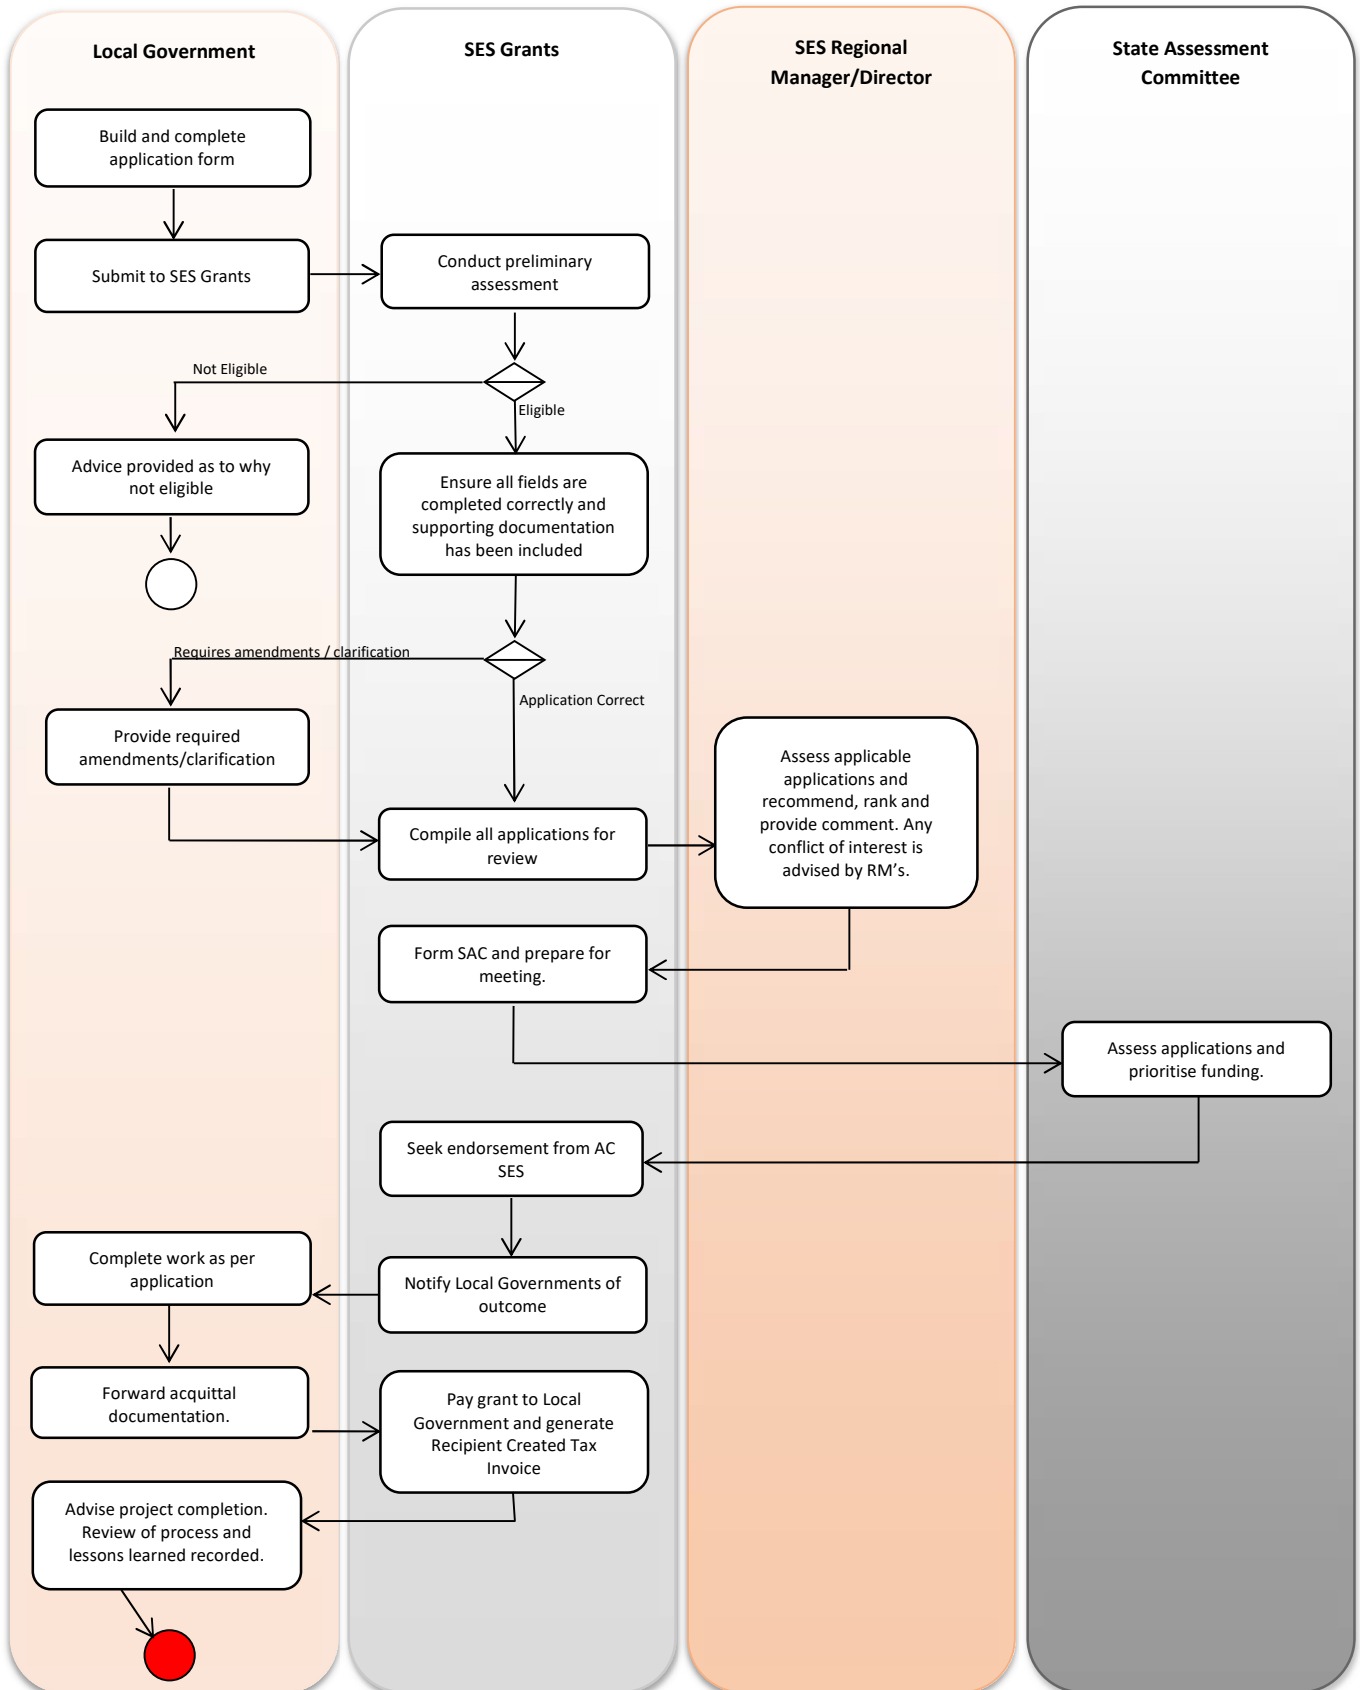 Local Government
SES Grants
SES Regional
Manager/Director
State Assessment
Committee
Build and complete
application form
Submit to SES Grants
Conduct preliminary
assessment
Not Eligible
Eligible
Advice provided as to why
not eligible
Ensure all fields are
completed correctly and
supporting documentation
has been included
Requires amendments / clarification
Application Correct
Provide required
amendments/clarification
Assess applicable
applications and
recommend, rank and
provide comment. Any
conflict of interest is
advised by RM’s.
Compile all applications for
review
Form SAC and prepare for
meeting.
Assess applications and
prioritise funding.
Seek endorsement from AC
SES
Complete work as per
application
Notify Local Governments of
outcome
Forward acquittal
documentation.
Pay grant to Local
Government and generate
Recipient Created Tax
Invoice
Advise project completion.
Review of process and
lessons learned recorded.